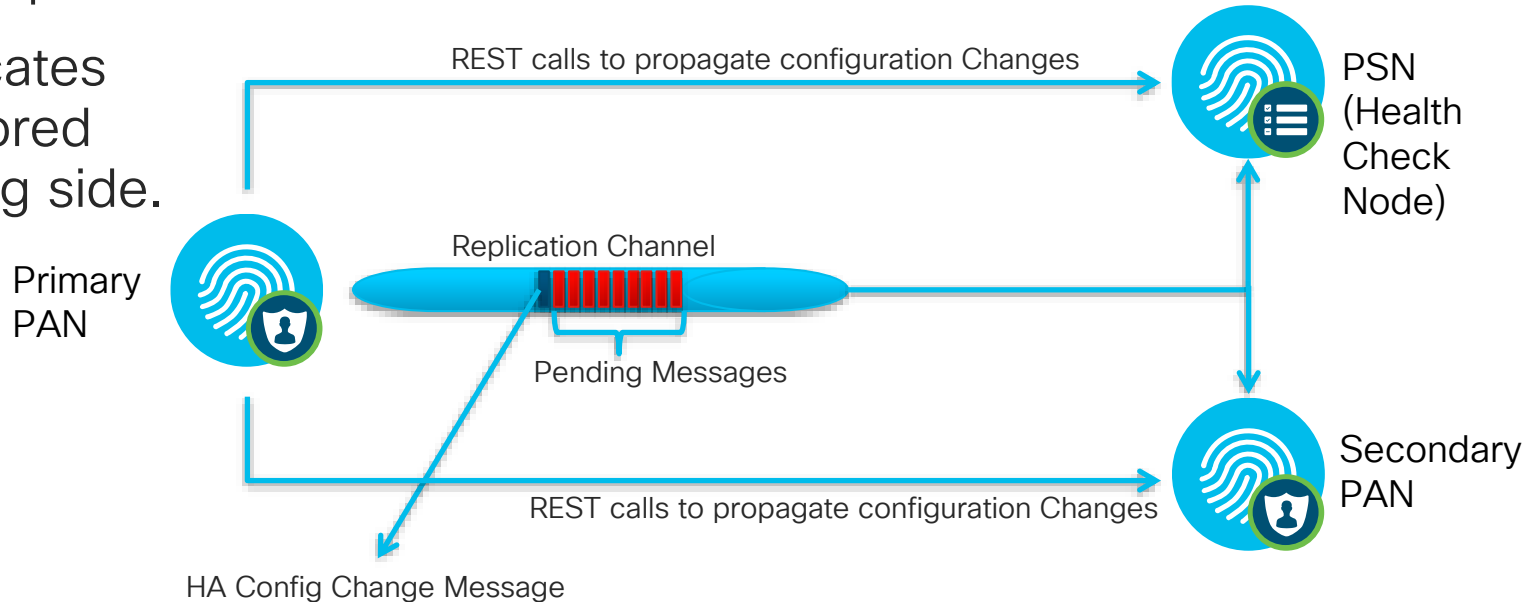 cates
ored
g side.
REST calls to propagate configuration Changes
PSN
(Health
Check
Node)
Primary
PAN
Replication Channel
Pending Messages
Secondary
PAN
REST calls to propagate configuration Changes
HA Config Change Message